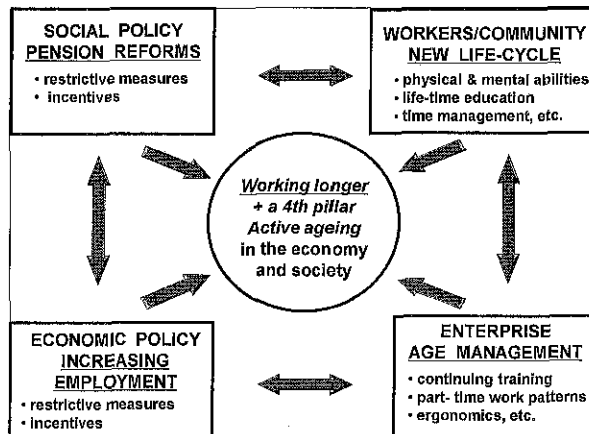 SOCIAL POLICY
PENSION REFORMS
• restrictive measures
• incentives
WORKERS/COMMUNITY
NEW LIFE-CYCLE
• physical & mental abilities
• life-time education
• time management, etc.
Working longer
+ a 4th pillar
Active ageing
in the economy
and society
ECONOMIC POLICY
INCREASING
EMPLOYMENT
• restrictive measures
• incentives
ENTERPRISE
AGE MANAGEMENT
• continuing training
• part- time work patterns
• ergonomics, etc.